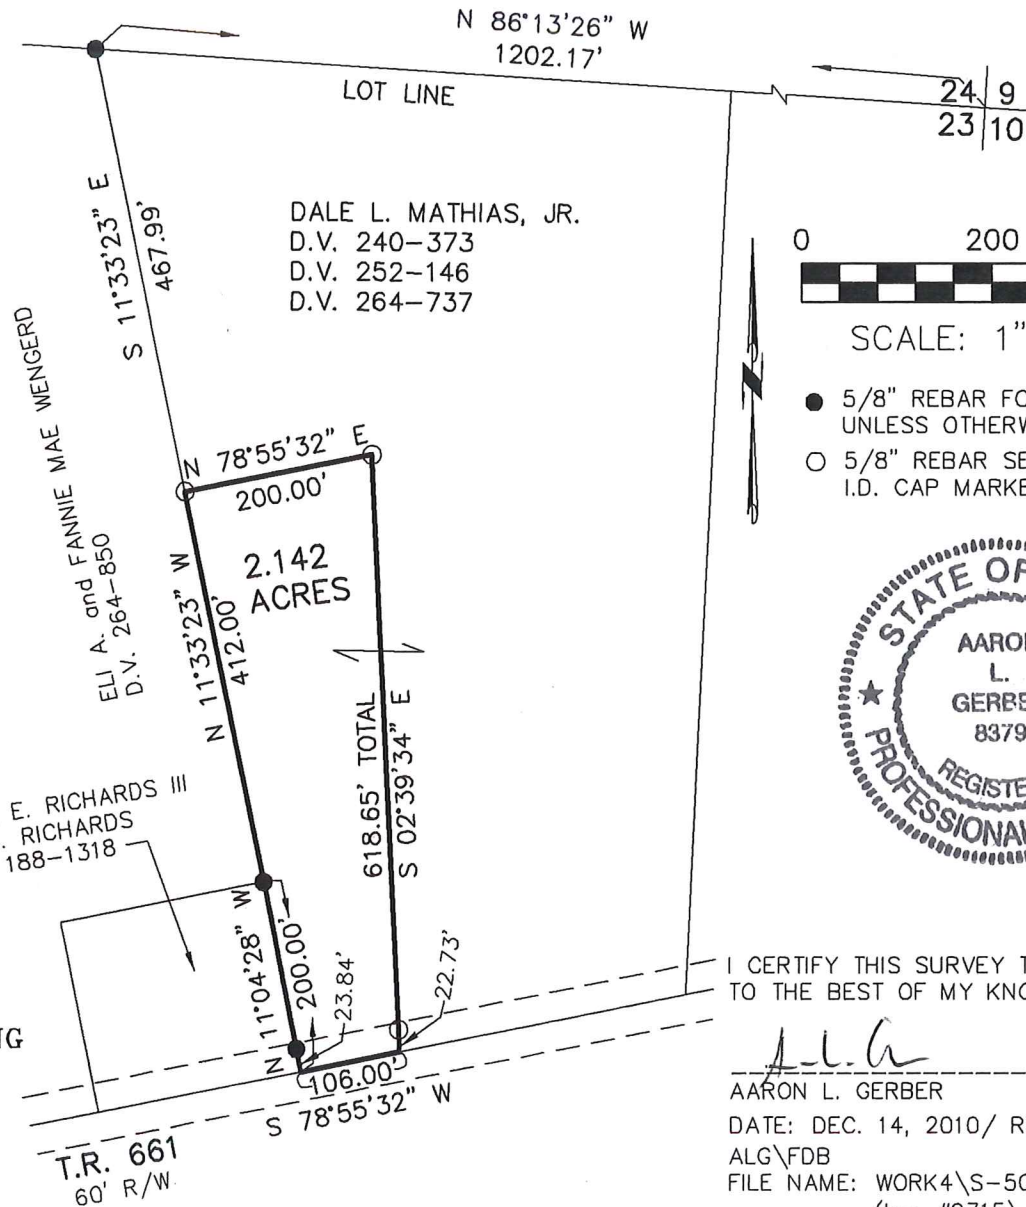 N 86°13'26" W
1202.17'
LOT LINE
24 9
23 10
S 11°33'23" E
467.99'
DALE L. MATHIAS, JR.
D.V. 240-373
D.V. 252-146
D.V. 264-737
0 200
SCALE: 1"
5/8" REBAR FO
UNLESS OTHERW
5/8" REBAR SE
I.D. CAP MARKE
ELI A. and FANNIE MAE WENGERD
D.V. 264-850
N 78°55'32" E
200.00'
2.142
ACRES
N 11°33'23" W
412.00'
618.65' TOTAL
S 02°39'34" E
STATE OF
AARON
L.
GERBE
8379
REGISTE
PROFESSIONAL
E. RICHARDS III
. RICHARDS
188-1318
N 11°04'28" W
200.00'
23.84'
22.73'
106.00'
S 78°55'32" W
NG
T.R. 661
60' R/W
I CERTIFY THIS SURVEY T
TO THE BEST OF MY KNO
AARON L. GERBER
DATE: DEC. 14, 2010/ R
ALG\FDB
FILE NAME: WORK4\S-50